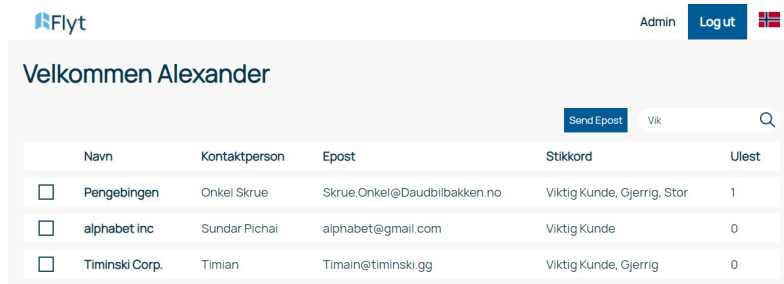 Flyt Admin Log ut
Velkommen Alexander
Send Epost Vik
Navn Kontaktperson Epost Stikkord Ulest
Pengebingen Onkel Skrue Skrue.Onkel@Daudbilbakken.no Viktig Kunde, Gjerrig, Stor 1
alphabet inc Sundar Pichai alphabet@gmail.com Viktig Kunde 0
Timinski Corp. Timian Timain@timinski.gg Viktig Kunde, Gjerrig 0